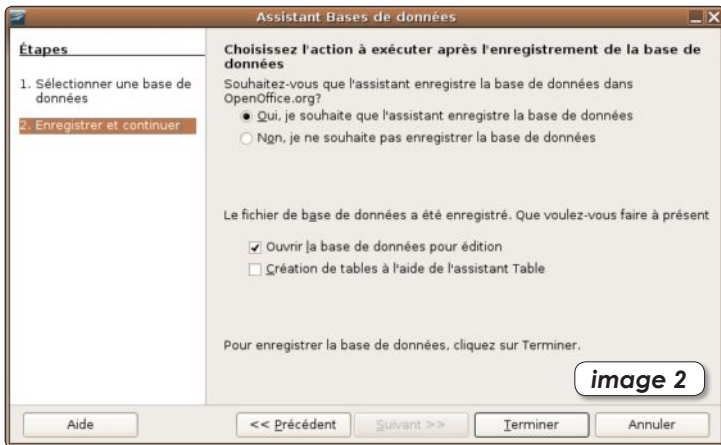 Assistant Bases de données
Étapes
1. Sélectionner une base de
données
2. Enregistrer et continuer
Choisissez l'action à exécuter après l'enregistrement de la base de
données
Souhaitez-vous que l'assistant enregistre la base de données dans
OpenOffice.org?
Oui, je souhaite que l'assistant enregistre la base de données
Non, je ne souhaite pas enregistrer la base de données
Le fichier de base de données a été enregistré. Que voulez-vous faire à présent
Ouvrir la base de données pour édition
Création de tables à l'aide de l'assistant Table
Pour enregistrer la base de données, cliquez sur Terminer.
image 2
Aide
<< Précédent
Suivant >>
Terminer
Annuler